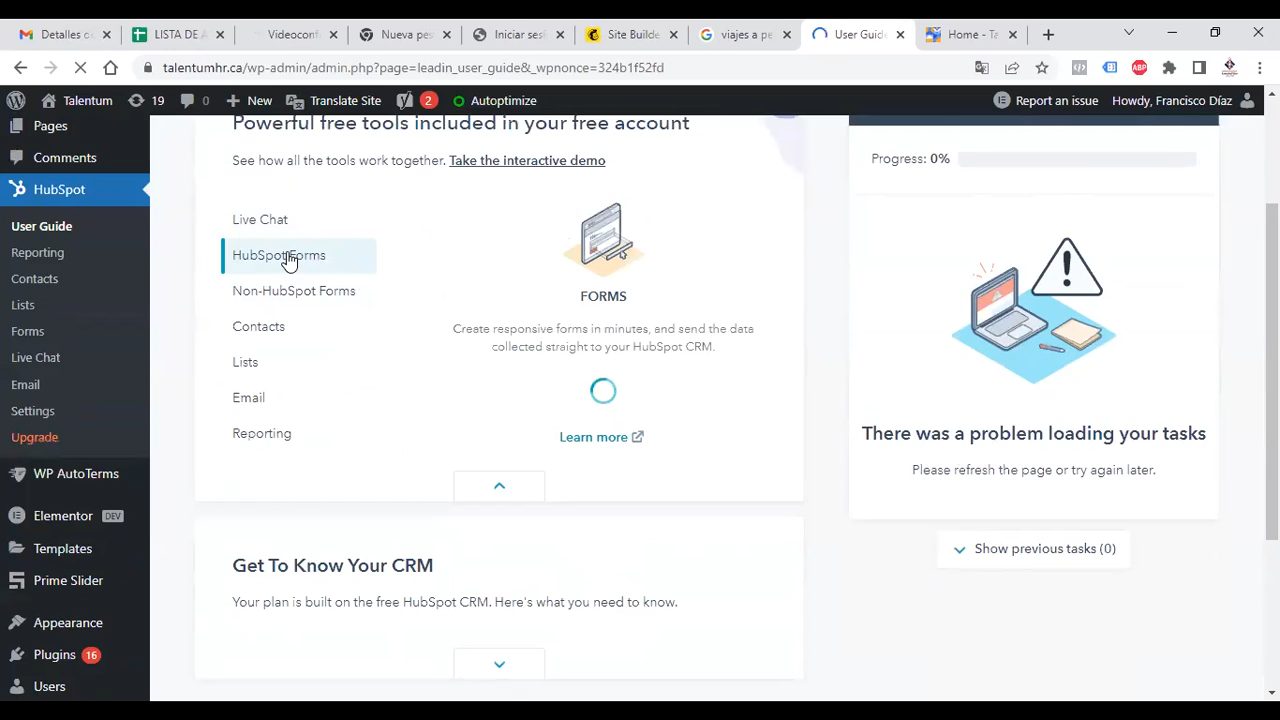 Detalles d
LISTA DE A
Videoconf
Nueva pes
Iniciar sesi
Site Builde
viajes a pe
User Guid
Home - Ta
talentumhr.ca/wp-admin/admin.php?page=leadin_user_guide&_wpnonce=324b1f52fd
ABP
Talentum
19
0
New
Translate Site
2
Autoptimize
Report an issue
Howdy, Francisco Díaz
Pages
Comments
HubSpot
User Guide
Reporting
Contacts
Lists
Forms
Live Chat
Email
Settings
Upgrade
WP AutoTerms
Elementor DEV
Templates
Prime Slider
Appearance
Plugins 16
Users
Powerful free tools included in your free account
See how all the tools work together. Take the interactive demo
Live Chat
HubSpot Forms
Non-HubSpot Forms
Contacts
Lists
Email
Reporting
FORMS
Create responsive forms in minutes, and send the data
collected straight to your HubSpot CRM.
Learn more
Get To Know Your CRM
Your plan is built on the free HubSpot CRM. Here's what you need to know.
Progress: 0%
There was a problem loading your tasks
Please refresh the page or try again later.
Show previous tasks (0)